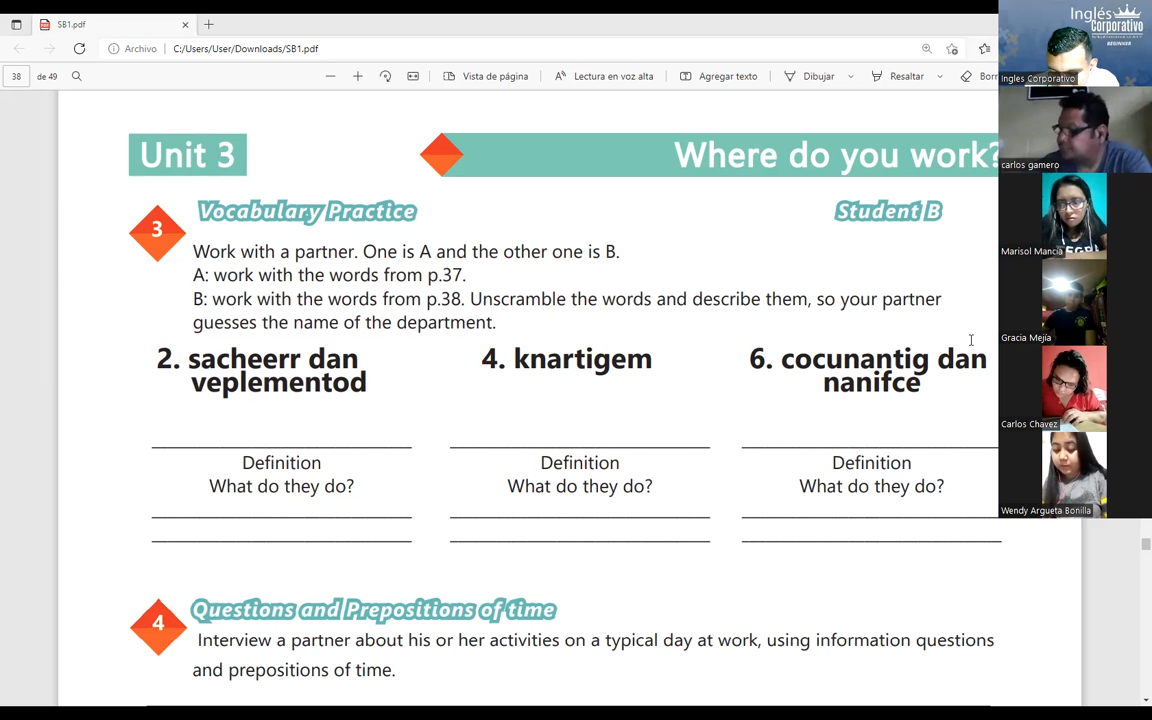 SB1.pdf
Archivo C:/Users/User/Downloads/SB1.pdf
38 de 49 Vista de página Lectura en voz alta Agregar texto Dibujar Resaltar Borr
Inglés
Corporativo
BEGINNER
Ingles Corporativo
carlos gamero
Marisol Mancia
Gracia Mejía
Carlos Chavez
Wendy Argueta Bonilla
Unit 3 Where do you work?
3 Vocabulary Practice Student B
Work with a partner. One is A and the other one is B.
A: work with the words from p.37.
B: work with the words from p.38. Unscramble the words and describe them, so your partner
guesses the name of the department.
2. sacheerr dan 4. knartigem 6. cocunantig dan
veplementod nanifce
Definition Definition Definition
What do they do? What do they do? What do they do?
4 Questions and Prepositions of time
Interview a partner about his or her activities on a typical day at work, using information questions
and prepositions of time.